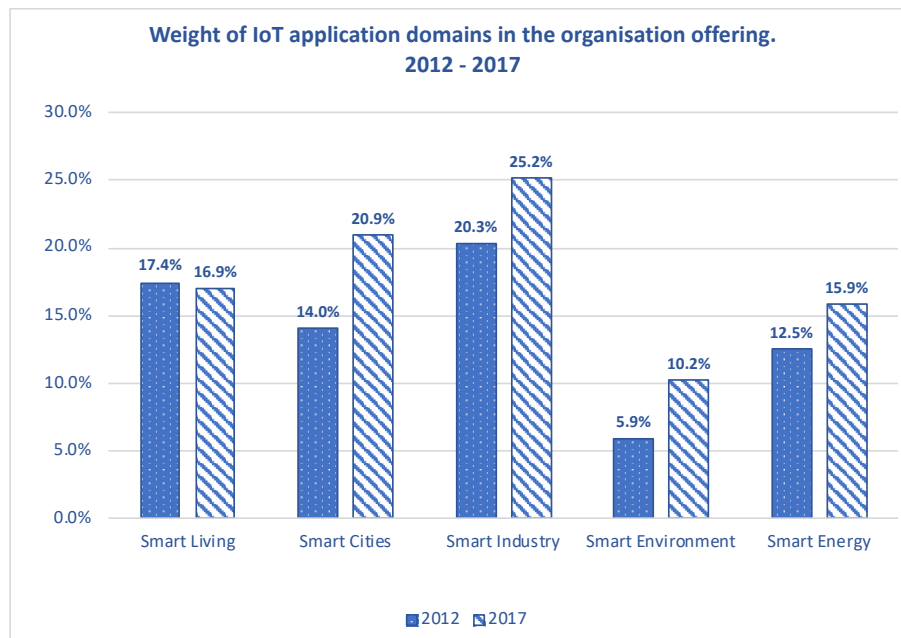 Weight of IoT application domains in the organisation offering.
2012 - 2017
30.0%
25.0%
20.0%
15.0%
10.0%
5.0%
0.0%
17.4%
16.9%
14.0%
20.9%
20.3%
25.2%
5.9%
10.2%
12.5%
15.9%
Smart Living
Smart Cities
Smart Industry
Smart Environment
Smart Energy
2012
2017